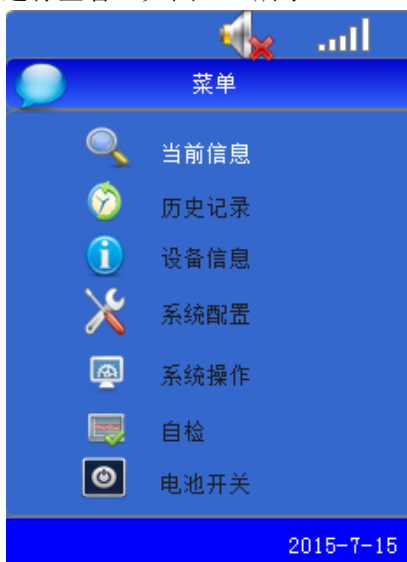 菜单
当前信息
历史记录
设备信息
系统配置
系统操作
自检
电池开关
2015-7-15